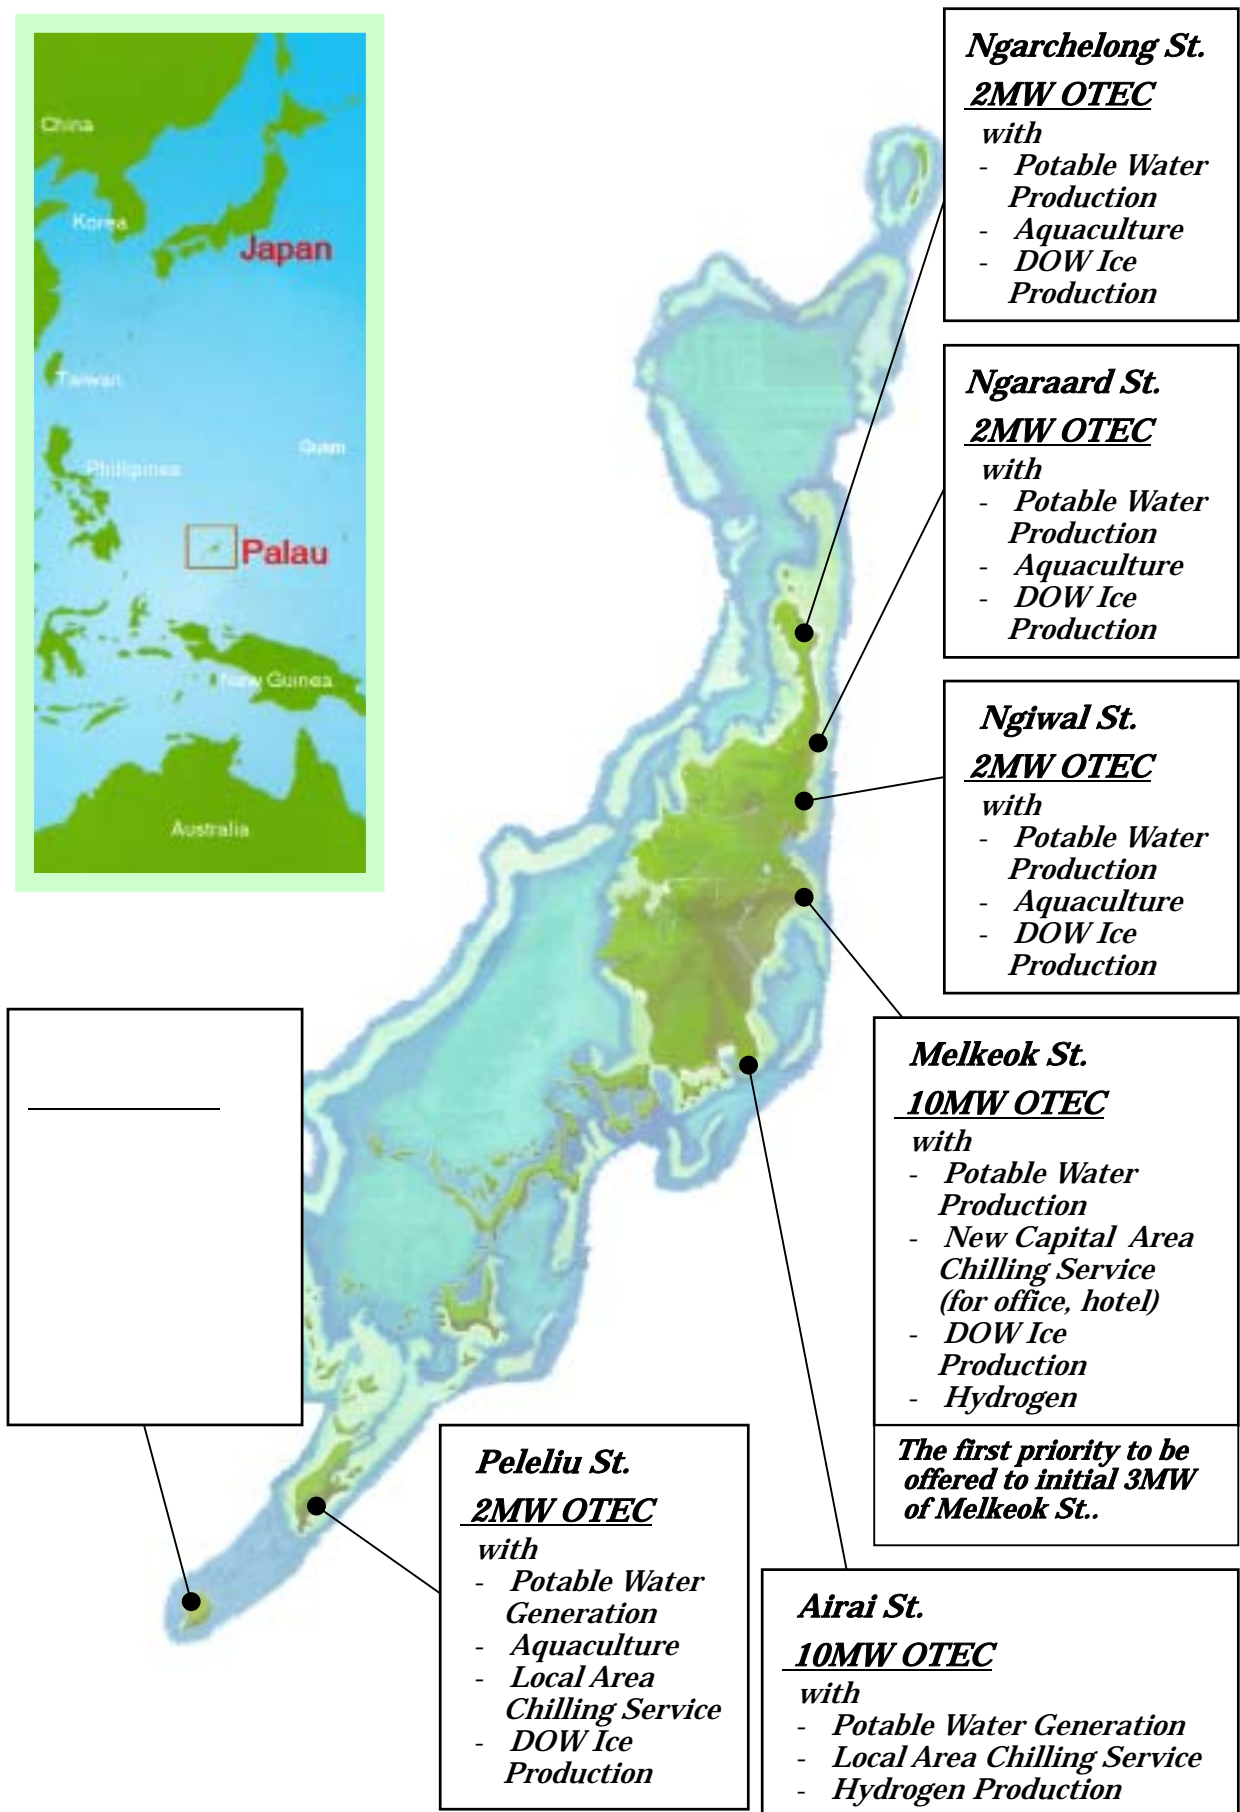 China
Korea
Japan
Taiwan
Guam
Phillipines
Palau
New Guinea
Australia
Ngarchelong St.
2MW OTEC
with
- Potable Water
Production
- Aquaculture
- DOW Ice
Production
Ngaraard St.
2MW OTEC
with
- Potable Water
Production
- Aquaculture
- DOW Ice
Production
Ngiwal St.
2MW OTEC
with
- Potable Water
Production
- Aquaculture
- DOW Ice
Production
Melkeok St.
10MW OTEC
with
- Potable Water
Production
- New Capital Area
Chilling Service
(for office, hotel)
- DOW Ice
Production
- Hydrogen
The first priority to be
offered to initial 3MW
of Melkeok St..
Peleliu St.
2MW OTEC
with
- Potable Water
Generation
- Aquaculture
- Local Area
Chilling Service
- DOW Ice
Production
Airai St.
10MW OTEC
with
- Potable Water Generation
- Local Area Chilling Service
- Hydrogen Production